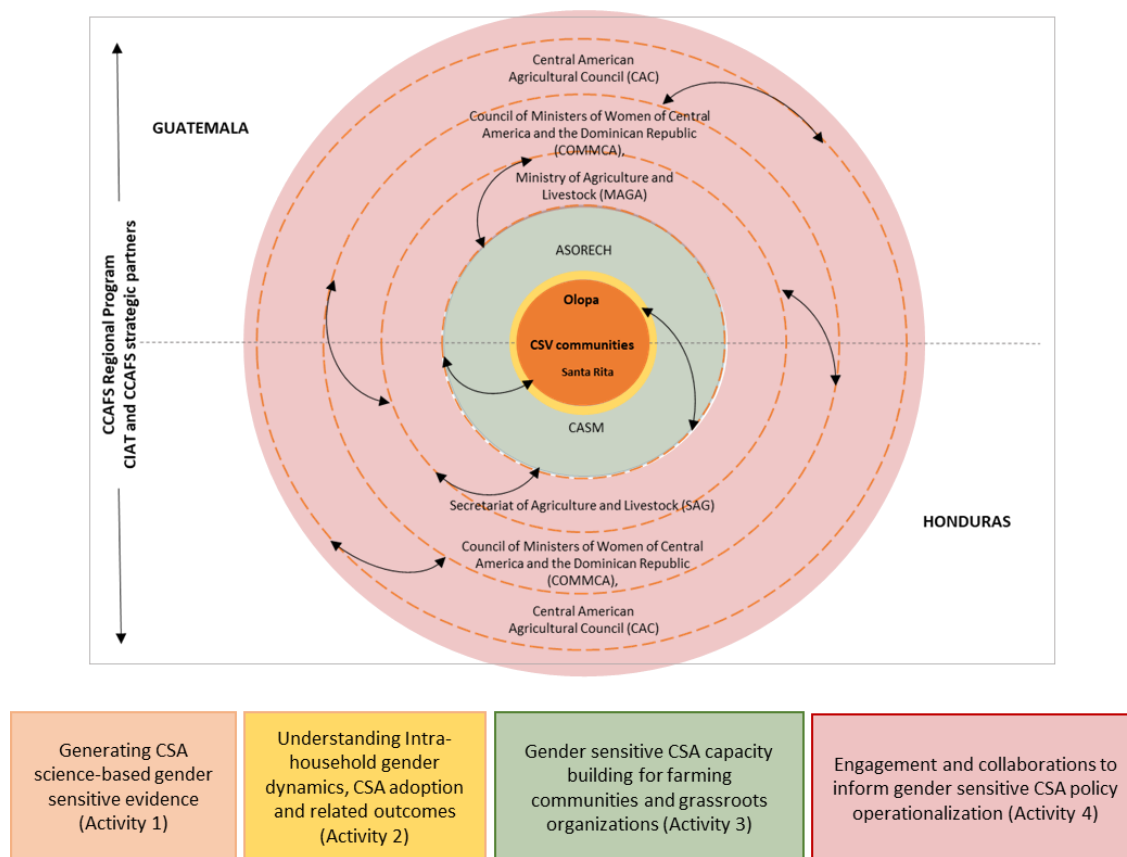 Central American
Agricultural Council (CAC)
GUATEMALA
Council of Ministers of Women of Central
America and the Dominican Republic
(COMMCA),
Ministry of Agriculture and
Livestock (MAGA)
ASORECH
Olopa
CSV communities
Santa Rita
CASM
CCAFS Regional Program
CIAT and CCAFS strategic partners
Secretariat of Agriculture and Livestock (SAG)
HONDURAS
Council of Ministers of Women of Central
America and the Dominican Republic
(COMMCA),
Central American
Agricultural Council (CAC)
Generating CSA
science-based gender
sensitive evidence
(Activity 1)
Understanding Intra-
household gender
dynamics, CSA adoption
and related outcomes
(Activity 2)
Gender sensitive CSA capacity
building for farming
communities and grassroots
organizations (Activity 3)
Engagement and collaborations to
inform gender sensitive CSA policy
operationalization (Activity 4)